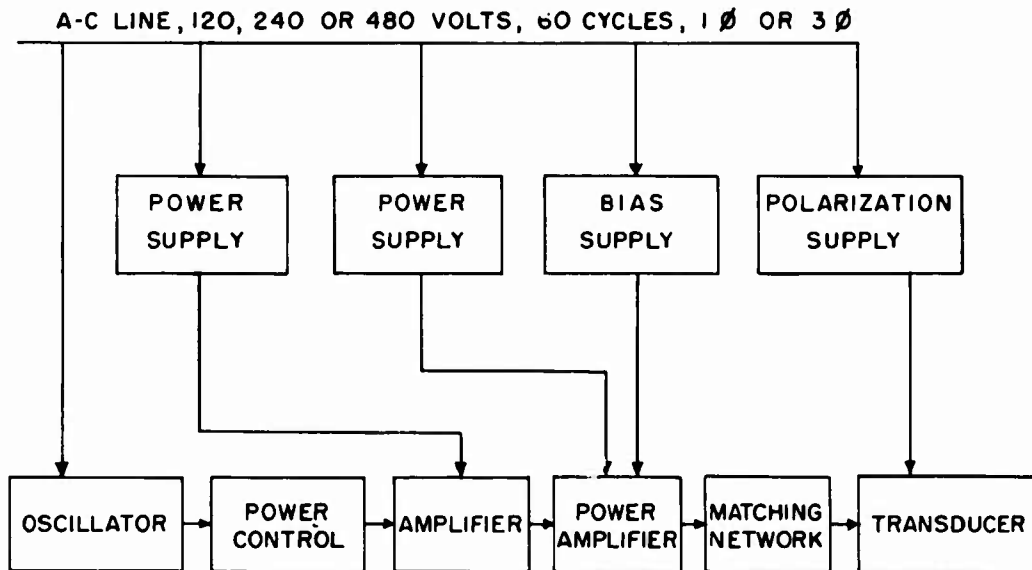 A-C LINE, 120, 240 OR 480 VOLTS, 60 CYCLES, 1 Ø OR 3 Ø
POWER
SUPPLY
POWER
SUPPLY
BIAS
SUPPLY
POLARIZATION
SUPPLY
OSCILLATOR
POWER
CONTROL
AMPLIFIER
POWER
AMPLIFIER
MATCHING
NETWORK
TRANSDUCER